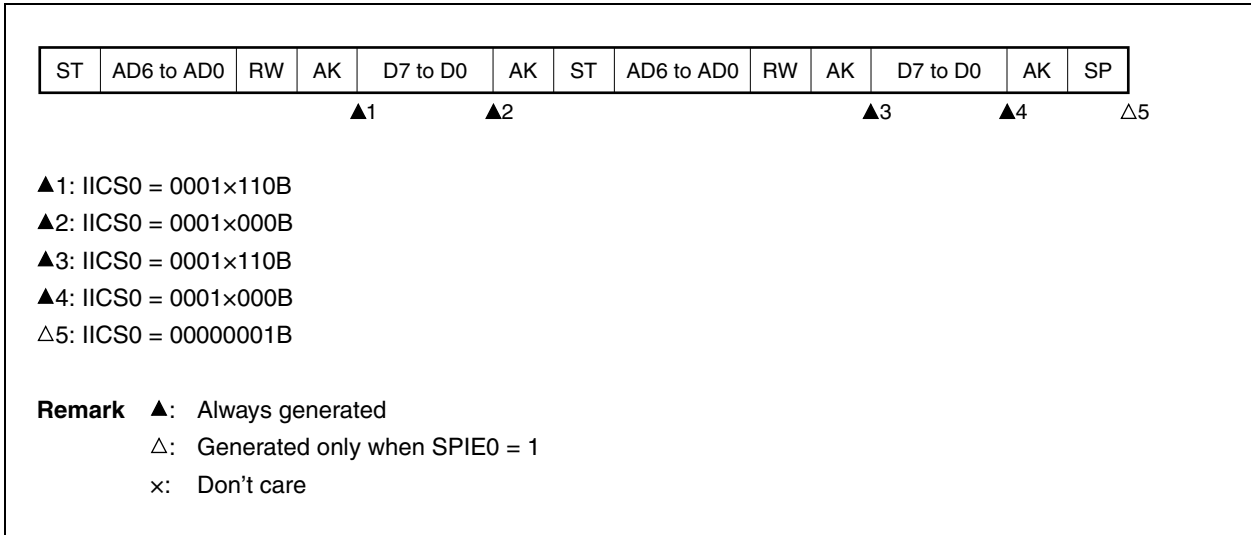 ST AD6 to AD0 RW AK D7 to D0 AK ST AD6 to AD0 RW AK D7 to D0 AK SP
▲1 ▲2 ▲3 ▲4 △5
▲1: IICS0 = 0001×110B
▲2: IICS0 = 0001×000B
▲3: IICS0 = 0001×110B
▲4: IICS0 = 0001×000B
△5: IICS0 = 00000001B
Remark ▲: Always generated
△: Generated only when SPIE0 = 1
×: Don't care